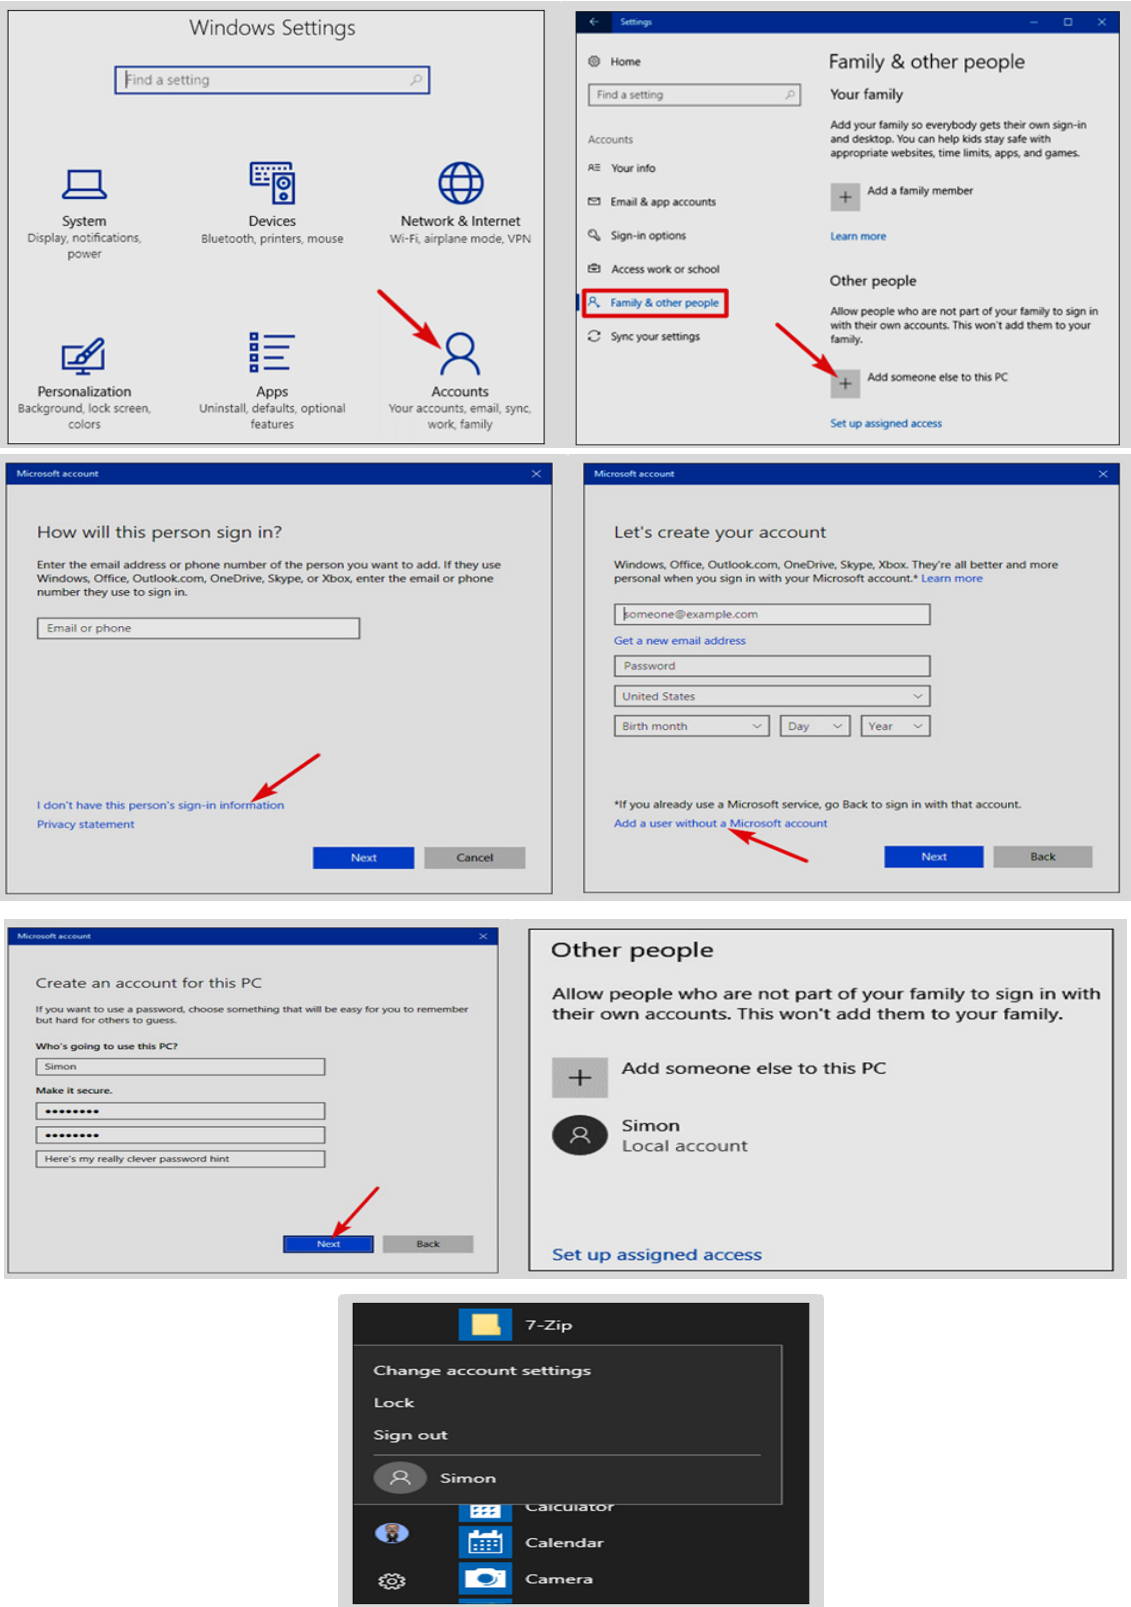 Windows Settings
Find a setting
System
Display, notifications,
power
Devices
Bluetooth, printers, mouse
Network & Internet
Wi-Fi, airplane mode, VPN
Personalization
Background, lock screen,
colors
Apps
Uninstall, defaults, optional
features
Accounts
Your accounts, email, sync,
work, family
Settings
Home
Find a setting
Accounts
Your info
Email & app accounts
Sign-in options
Access work or school
Family & other people
Sync your settings
Family & other people
Your family
Add your family so everybody gets their own sign-in
and desktop. You can help kids stay safe with
appropriate websites, time limits, apps, and games.
Add a family member
Learn more
Other people
Allow people who are not part of your family to sign in
with their own accounts. This won't add them to your
family.
Add someone else to this PC
Set up assigned access
Microsoft account
How will this person sign in?
Enter the email address or phone number of the person you want to add. If they use
Windows, Office, Outlook.com, OneDrive, Skype, or Xbox, enter the email or phone
number they use to sign in.
Email or phone
I don't have this person's sign-in information
Privacy statement
Next
Cancel
Microsoft account
Let's create your account
Windows, Office, Outlook.com, OneDrive, Skype, Xbox. They're all better and more
personal when you sign in with your Microsoft account.* Learn more
someone@example.com
Get a new email address
Password
United States
Birth month
Day
Year
*If you already use a Microsoft service, go Back to sign in with that account.
Add a user without a Microsoft account
Next
Back
Microsoft account
Create an account for this PC
If you want to use a password, choose something that will be easy for you to remember
but hard for others to guess.
Who's going to use this PC?
Simon
Make it secure.
Here's my really clever password hint
Next
Back
Other people
Allow people who are not part of your family to sign in with
their own accounts. This won't add them to your family.
Add someone else to this PC
Simon
Local account
Set up assigned access
7-Zip
Change account settings
Lock
Sign out
Simon
Calculator
Calendar
Camera